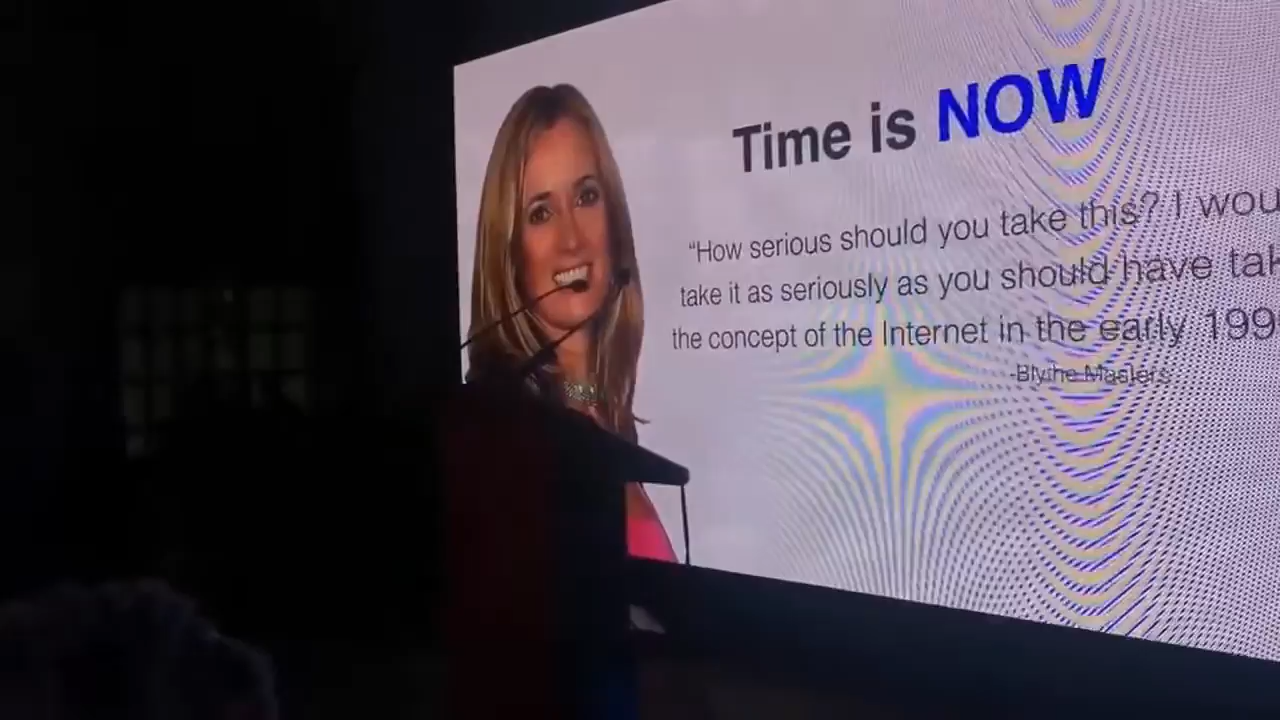 Time is NOW
“How serious should you take this? I wou
take it as seriously as you should have tak
the concept of the Internet in the early 199
-Blythe Masters